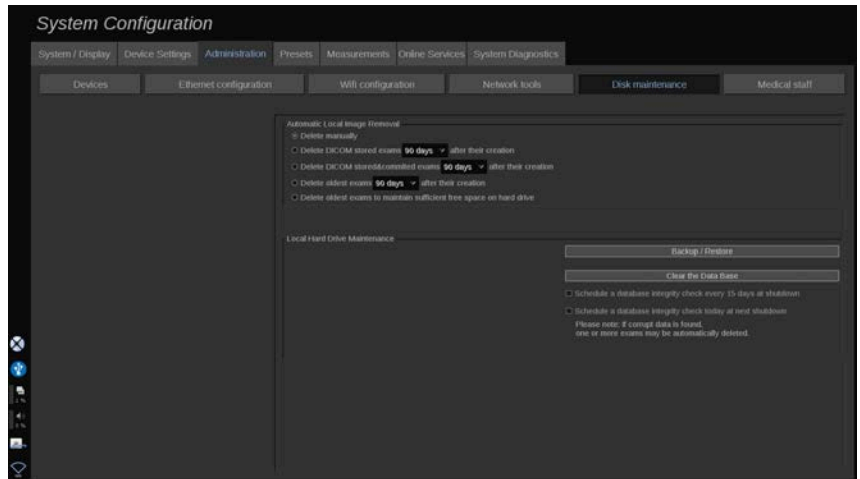 System Configuration
System / Display Device Settings Administration Presets Measurements Online Services System Diagnostics
Devices Ethernet configuration Wifi configuration Network tools Disk maintenance Medical staff
Automatic Local Image Removal
Delete manually
Delete DICOM stored exams 90 days after their creation
Delete DICOM stored&commited exams 90 days after their creation
Delete oldest exams 90 days after their creation
Delete oldest exams to maintain sufficient free space on hard drive
Local Hard Drive Maintenance
Backup / Restore
Clear the Data Base
Schedule a database integrity check every 15 days at shutdown
Schedule a database integrity check today at next shutdown
Please note: if corrupt data is found,
one or more exams may be automatically deleted.